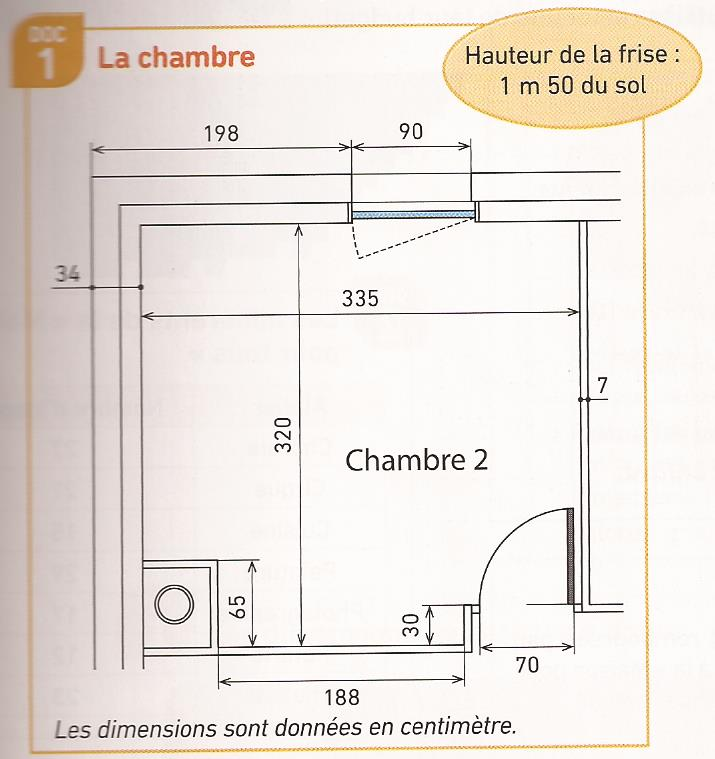 DOC
1
La chambre
Hauteur de la frise :
1 m 50 du sol
198
90
34
335
7
320
Chambre 2
65
30
70
188
Les dimensions sont données en centimètre.